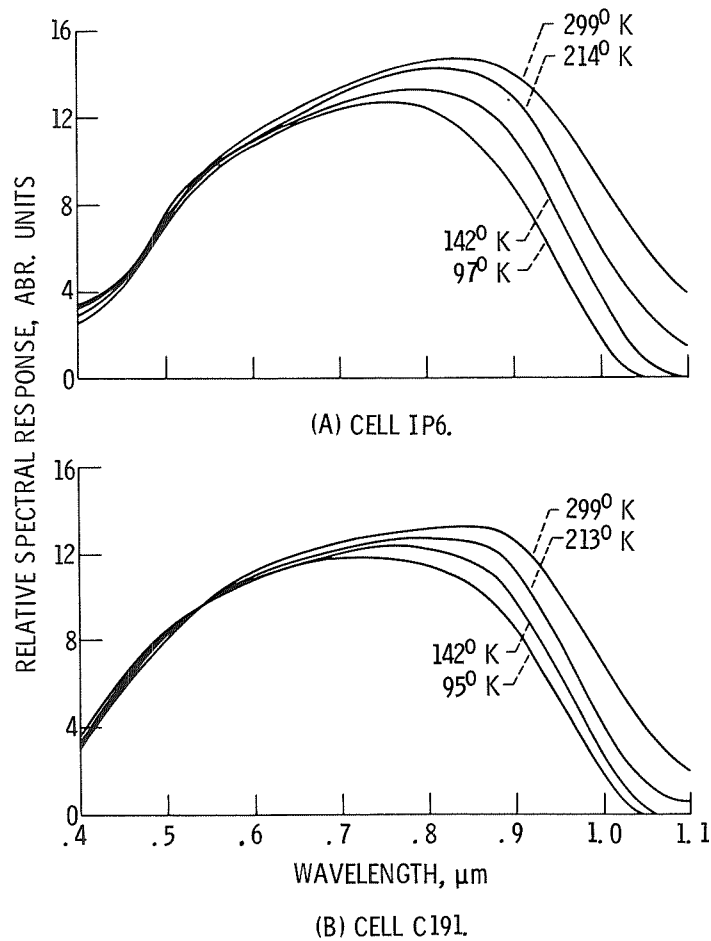 RELATIVE SPECTRAL RESPONSE, ABR. UNITS
16
12
8
4
0
299⁰ K
214⁰ K
142⁰ K
97⁰ K
(A) CELL IP6.
16
12
8
4
0
299⁰ K
213⁰ K
142⁰ K
95⁰ K
.4 .5 .6 .7 .8 .9 1.0 1.1
WAVELENGTH, μm
(B) CELL C191.